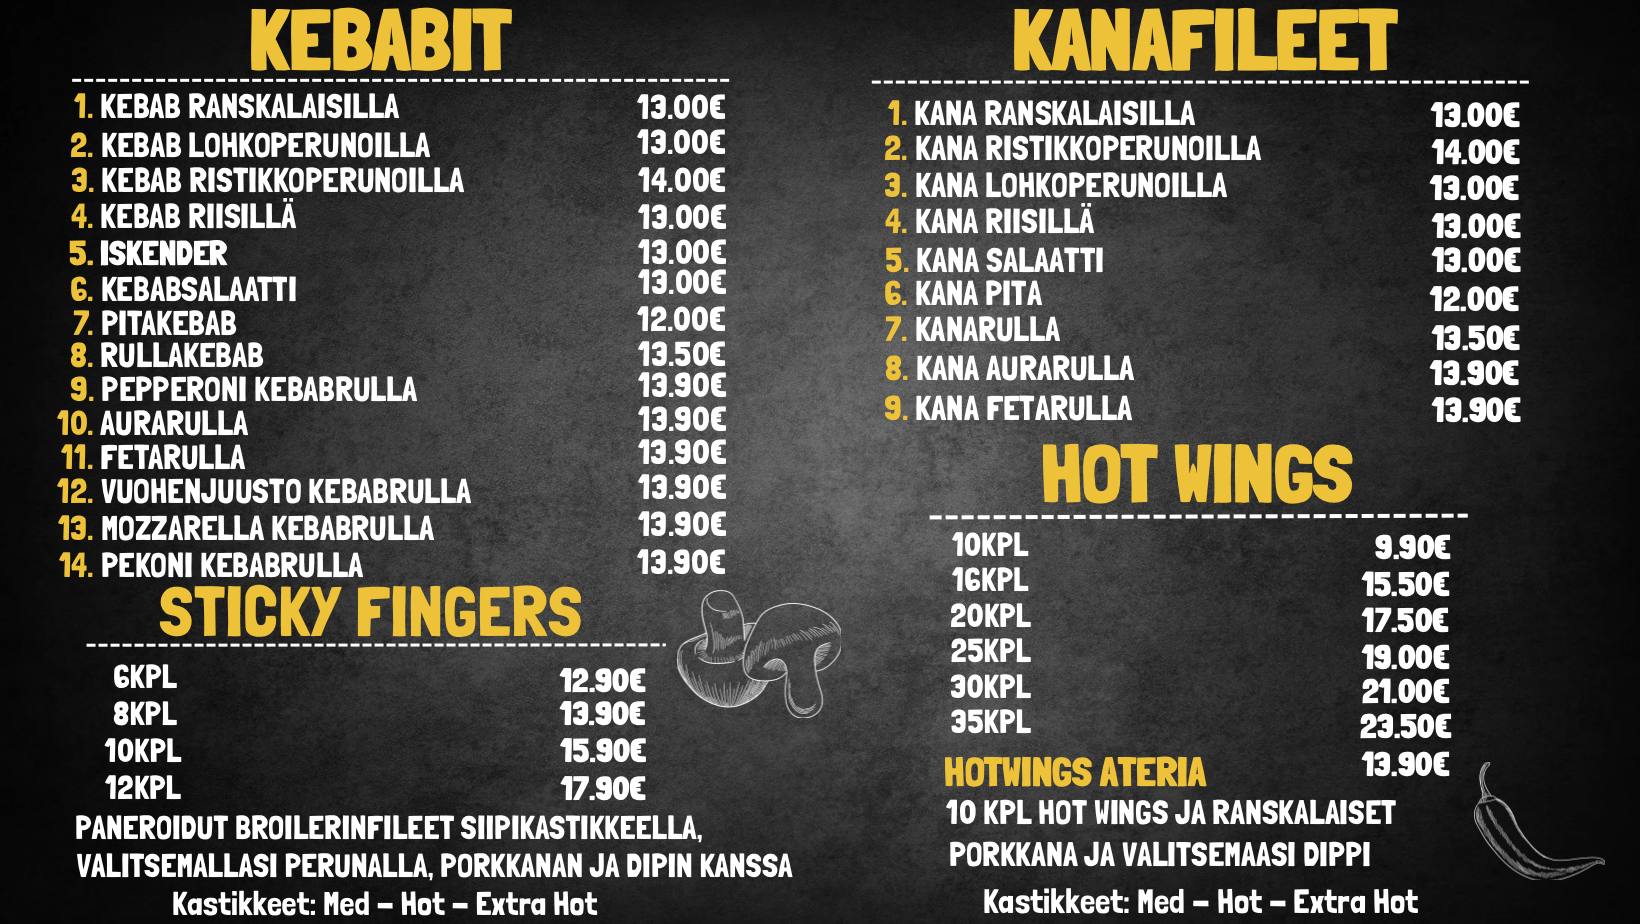 KEBABIT
1. KEBAB RANSKALAISILLA 13.00€
2. KEBAB LOHKOPERUNOILLA 13.00€
3. KEBAB RISTIKKOPERUNOILLA 14.00€
4. KEBAB RIISILLÄ 13.00€
5. ISKENDER 13.00€
6. KEBABSALAATTI 13.00€
7. PITAKEBAB 12.00€
8. RULLAKEBAB 13.50€
9. PEPPERONI KEBABRULLA 13.90€
10. AURARULLA 13.90€
11. FETARULLA 13.90€
12. VUOHENJUUSTO KEBABRULLA 13.90€
13. MOZZARELLA KEBABRULLA 13.90€
14. PEKONI KEBABRULLA 13.90€
STICKY FINGERS
6KPL 12.90€
8KPL 13.90€
10KPL 15.90€
12KPL 17.90€
PANEROIDUT BROILERINFILEET SIIPIKASTIKKEELLA,
VALITSEMALLASI PERUNALLA, PORKKANAN JA DIPIN KANSSA
Kastikkeet: Med – Hot – Extra Hot
KANAFILEET
1. KANA RANSKALAISILLA 13.00€
2. KANA RISTIKKOPERUNOILLA 14.00€
3. KANA LOHKOPERUNOILLA 13.00€
4. KANA RIISILLÄ 13.00€
5. KANA SALAATTI 13.00€
6. KANA PITA 12.00€
7. KANARULLA 13.50€
8. KANA AURARULLA 13.90€
9. KANA FETARULLA 13.90€
HOT WINGS
10KPL 9.90€
16KPL 15.50€
20KPL 17.50€
25KPL 19.00€
30KPL 21.00€
35KPL 23.50€
HOTWINGS ATERIA 13.90€
10 KPL HOT WINGS JA RANSKALAISET
PORKKANA JA VALITSEMAASI DIPPI
Kastikkeet: Med – Hot – Extra Hot